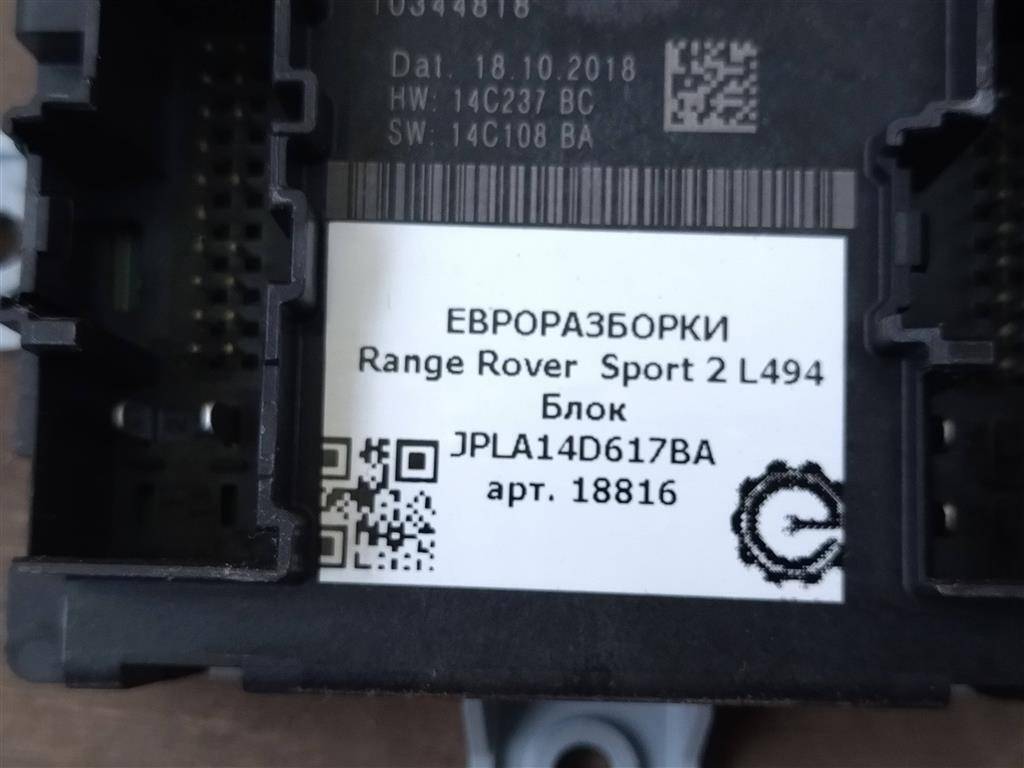 10344818
Dat. 18.10.2018
HW: 14C237 BC
SW: 14C108 BA
ЕВРОРАЗБОРКИ
Range Rover Sport 2 L494
Блок
JPLA14D617BA
арт. 18816